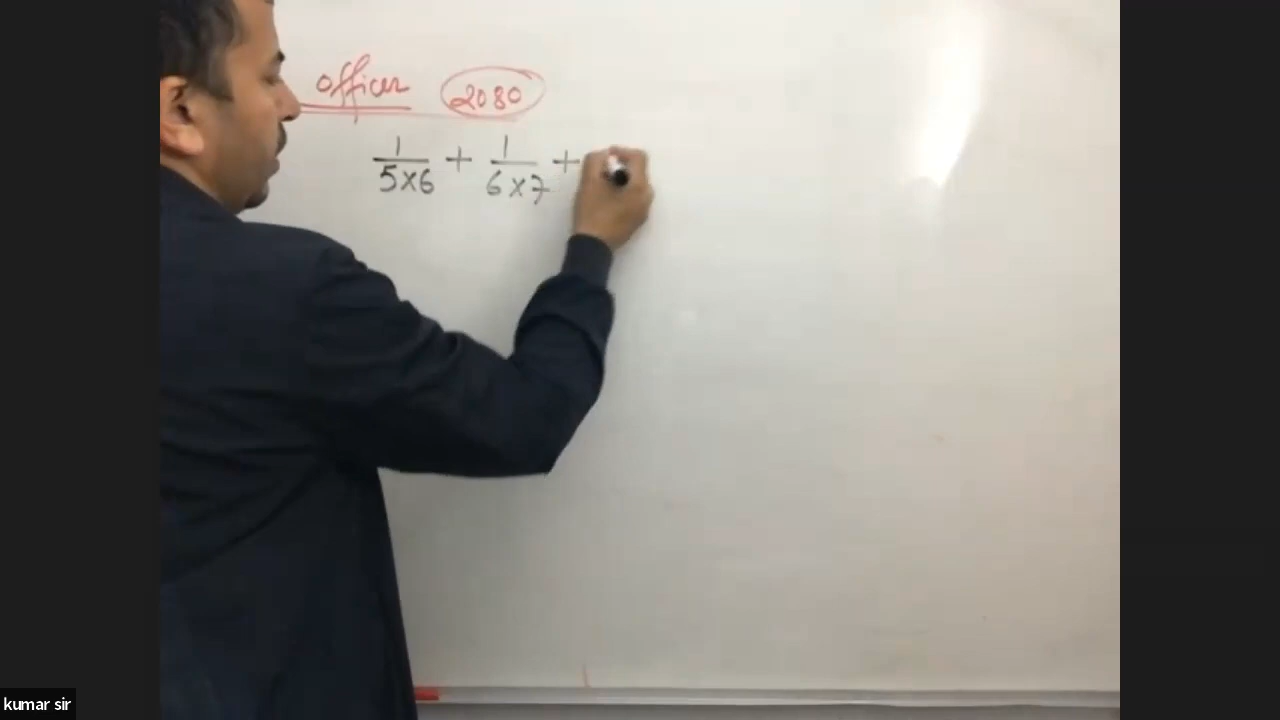 officer 2080
1/5×6 + 1/6×7 +
kumar sir